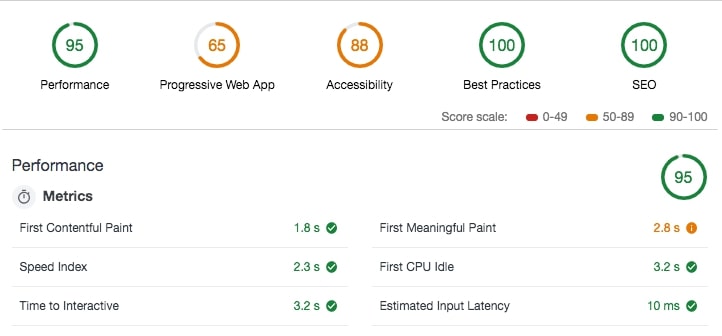 95 65 88 100 100
Performance Progressive Web App Accessibility Best Practices SEO
Score scale: 0-49 50-89 90-100
Performance
95
Metrics
First Contentful Paint 1.8 s First Meaningful Paint 2.8 s
Speed Index 2.3 s First CPU Idle 3.2 s
Time to Interactive 3.2 s Estimated Input Latency 10 ms